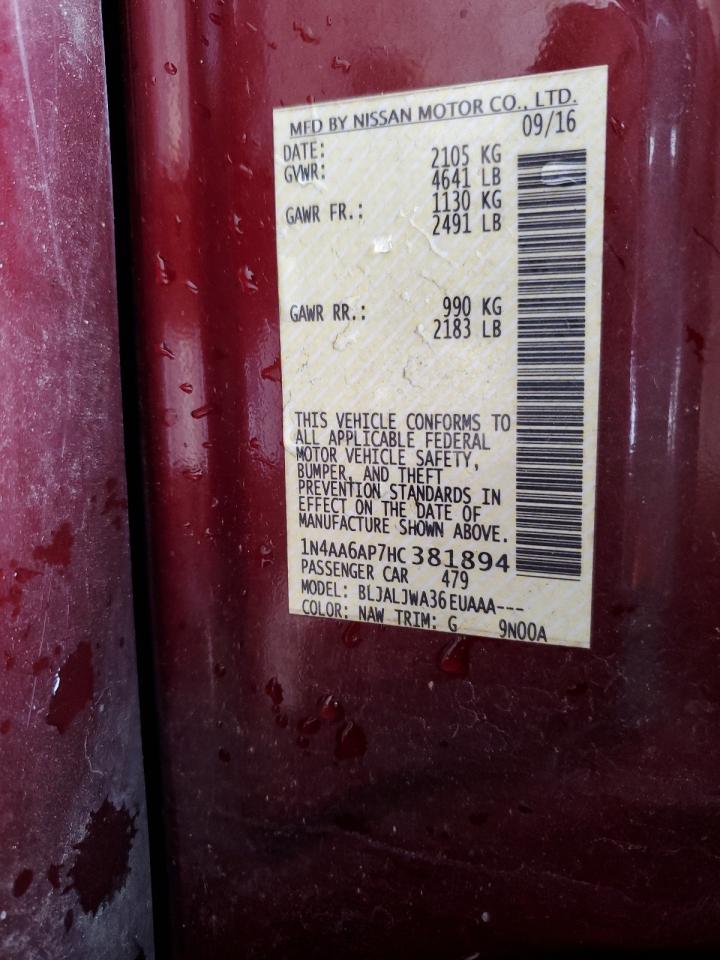 MFD BY NISSAN MOTOR CO., LTD.
DATE: 09/16
GVWR: 2105 KG
4641 LB
GAWR FR.: 1130 KG
2491 LB
GAWR RR.: 990 KG
2183 LB
THIS VEHICLE CONFORMS TO
ALL APPLICABLE FEDERAL
MOTOR VEHICLE SAFETY,
BUMPER, AND THEFT
PREVENTION STANDARDS IN
EFFECT ON THE DATE OF
MANUFACTURE SHOWN ABOVE.
1N4AA6AP7HC381894
PASSENGER CAR 479
MODEL: BLJALJWA36EUAAA---
COLOR: NAW TRIM: G 9N00A